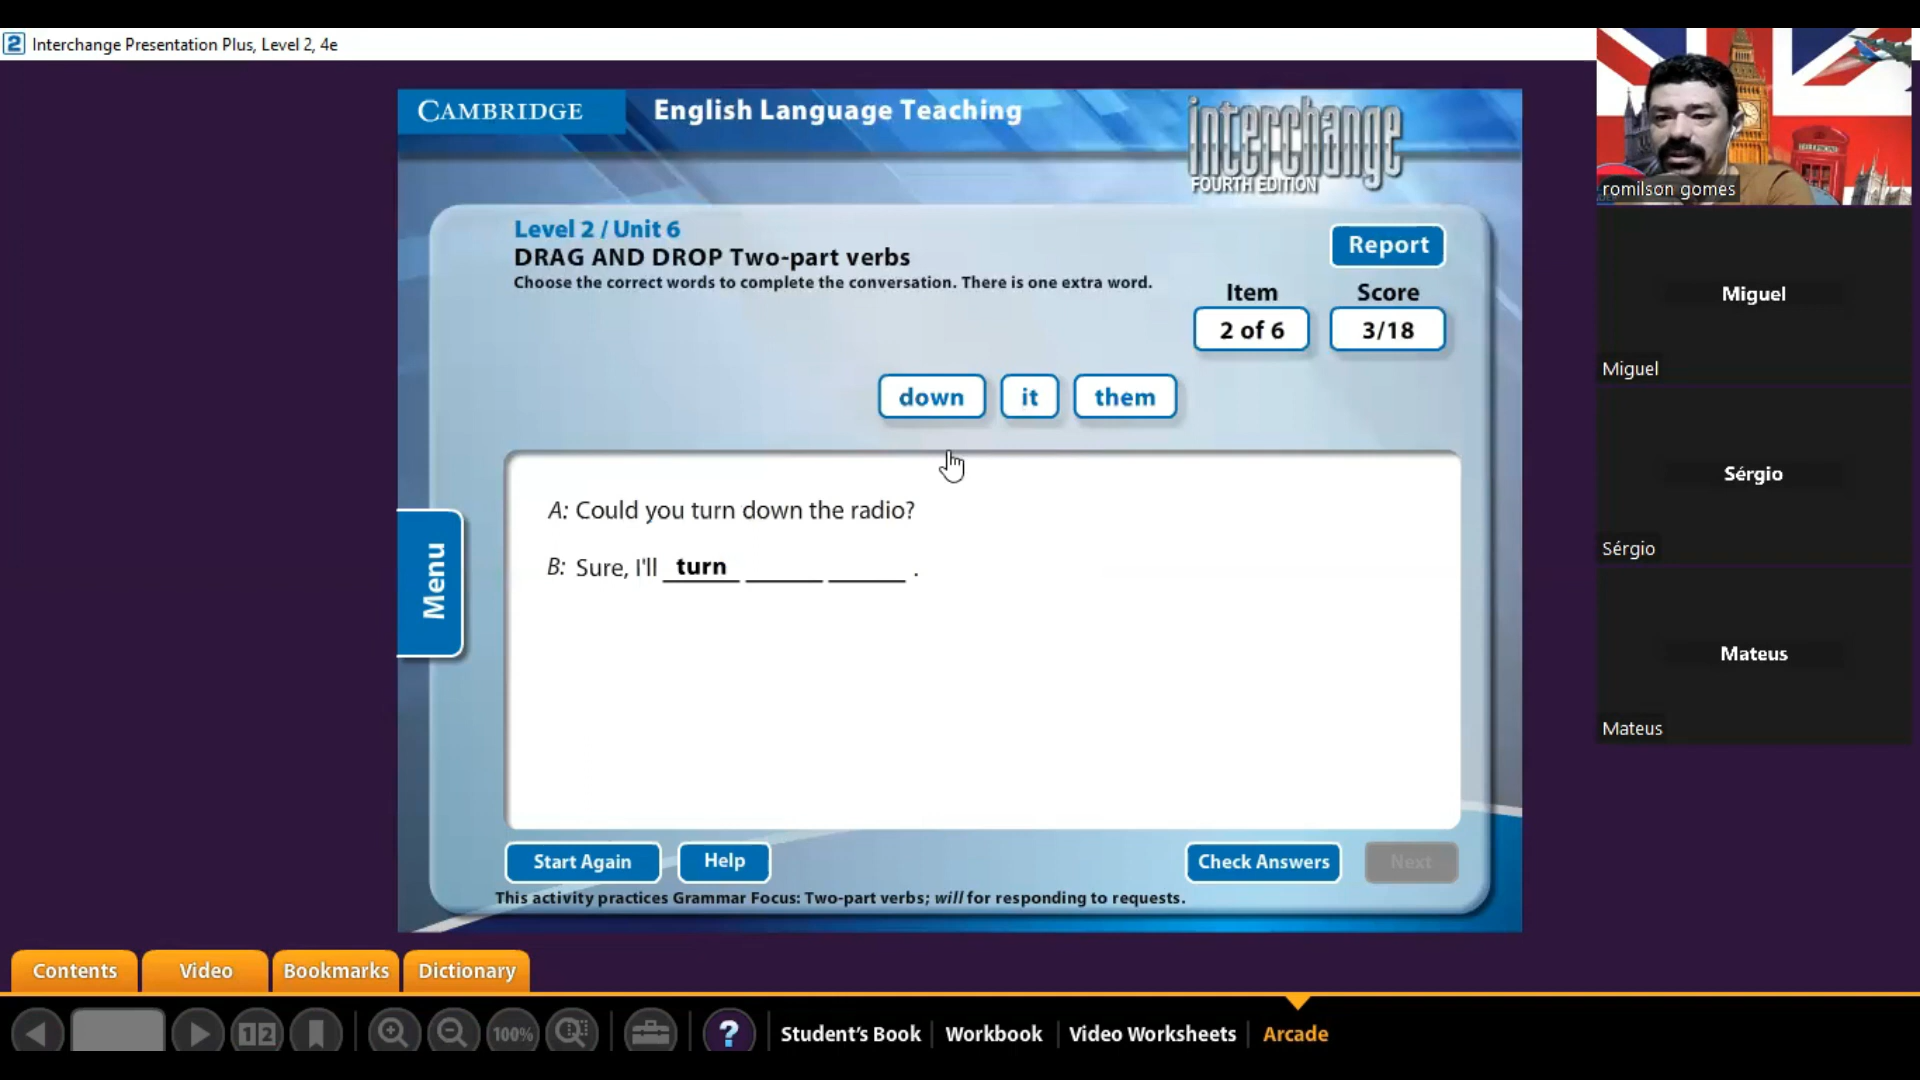 Interchange Presentation Plus, Level 2, 4e
CAMBRIDGE
English Language Teaching
interchange
FOURTH EDITION
Level 2 / Unit 6
DRAG AND DROP Two-part verbs
Choose the correct words to complete the conversation. There is one extra word.
Report
Item
Score
2 of 6
3/18
down
it
them
A: Could you turn down the radio?
B: Sure, I'll turn ______ ______ .
Menu
Start Again
Help
Check Answers
Next
This activity practices Grammar Focus: Two-part verbs; will for responding to requests.
Contents
Video
Bookmarks
Dictionary
12
100%
?
Student's Book
Workbook
Video Worksheets
Arcade
TELEPHONE
romilson gomes
Miguel
Miguel
Sérgio
Sérgio
Mateus
Mateus